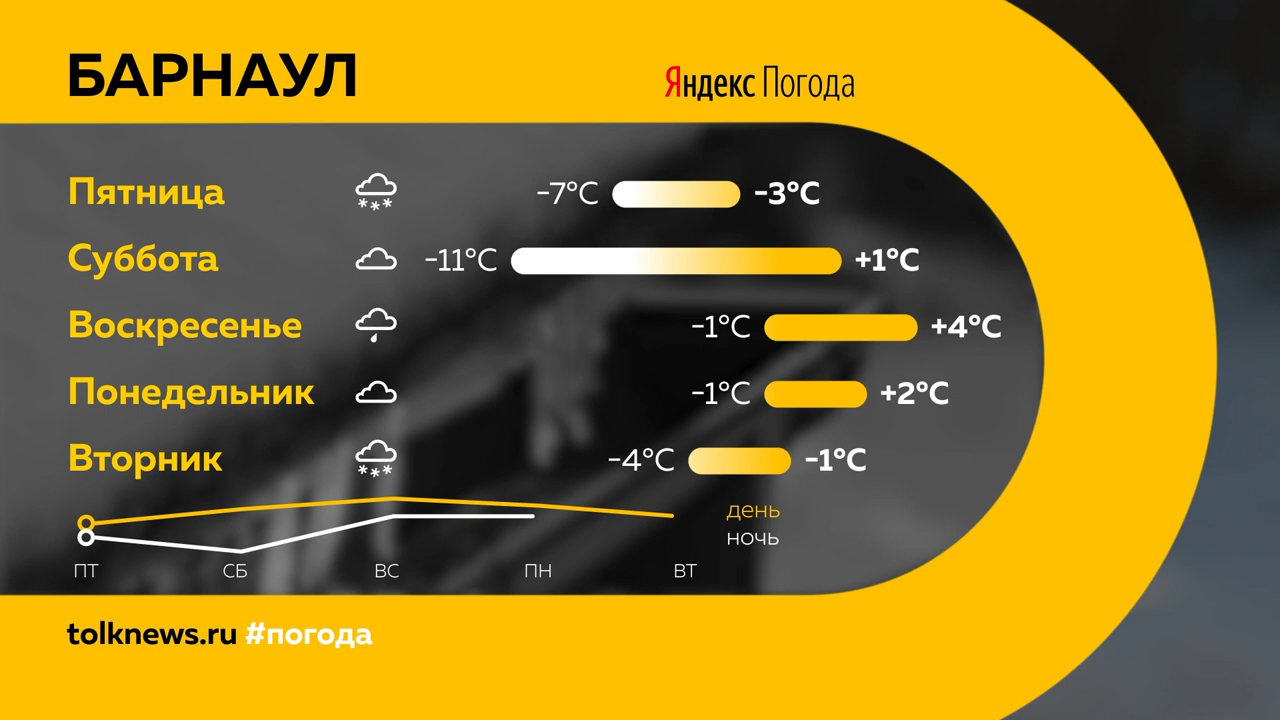 БАРНАУЛ
Яндекс Погода
Пятница -7°C -3°C
Суббота -11°C +1°C
Воскресенье -1°C +4°C
Понедельник -1°C +2°C
Вторник -4°C -1°C
день
ночь
ПТ СБ ВС ПН ВТ
tolknews.ru #погода